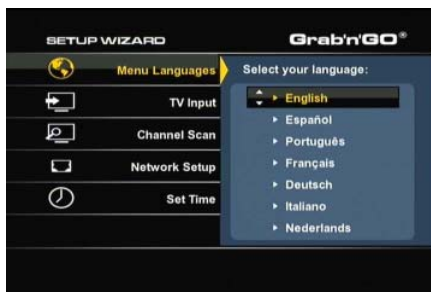 SETUP WIZARD
Grab'n'GO®
Menu Languages
TV Input
Channel Scan
Network Setup
Set Time
Select your language:
English
Español
Português
Français
Deutsch
Italiano
Nederlands